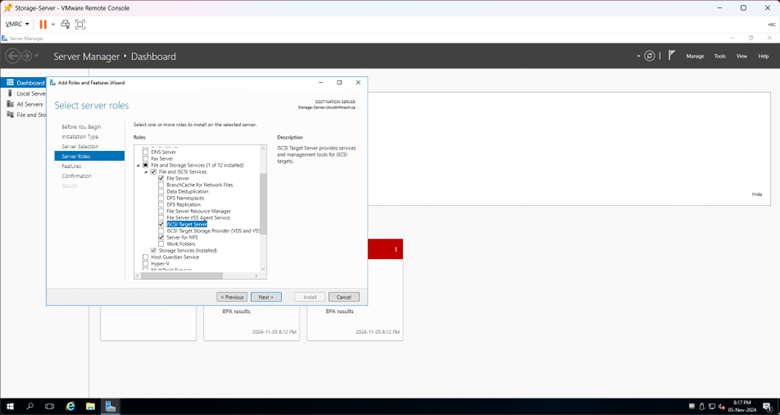 Storage-Server - VMware Remote Console
VMRC
Server Manager
Server Manager • Dashboard
Manage Tools View Help
Dashboard
Local Serve
All Servers
File and Sto
Add Roles and Features Wizard
Select server roles
DESTINATION SERVER
Before You Begin
Installation Type
Server Selection
Server Roles
Features
Confirmation
Results
Select one or more roles to install on the selected server.
Roles
DNS Server
Fax Server
File and Storage Services (1 of 12 installed)
File and iSCSI Services
File Server
BranchCache for Network Files
Data Deduplication
DFS Namespaces
DFS Replication
File Server Resource Manager
File Server VSS Agent Service
iSCSI Target Server
iSCSI Target Storage Provider (VDS and VSS
Server for NFS
Work Folders
Storage Services (Installed)
Host Guardian Service
Hyper-V
Description
iSCSI Target Server provides services
and management tools for iSCSI
targets.
< Previous Next > Install Cancel
Hide
1
BPA results
2024-11-05 8:12 PM
BPA results
2024-11-05 8:12 PM
8:17 PM
05-Nov-2024